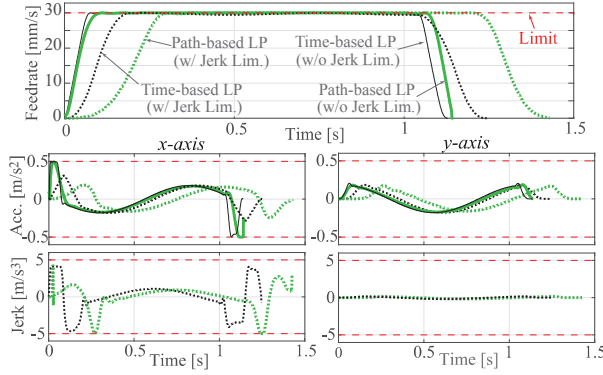 30
20
10
0
Feedrate [mm/s]
Path-based LP
(w/ Jerk Lim.)
Time-based LP
(w/o Jerk Lim.)
Limit
Time-based LP
(w/ Jerk Lim.)
Path-based LP
(w/o Jerk Lim.)
0
0.5
1
1.5
Time [s]
x-axis
y-axis
0.5
0
-0.5
Acc. [m/s²]
5
0
-5
Jerk [m/s³]
0
0.5
1
1.5
0
0.5
1
1.5
Time [s]
Time [s]